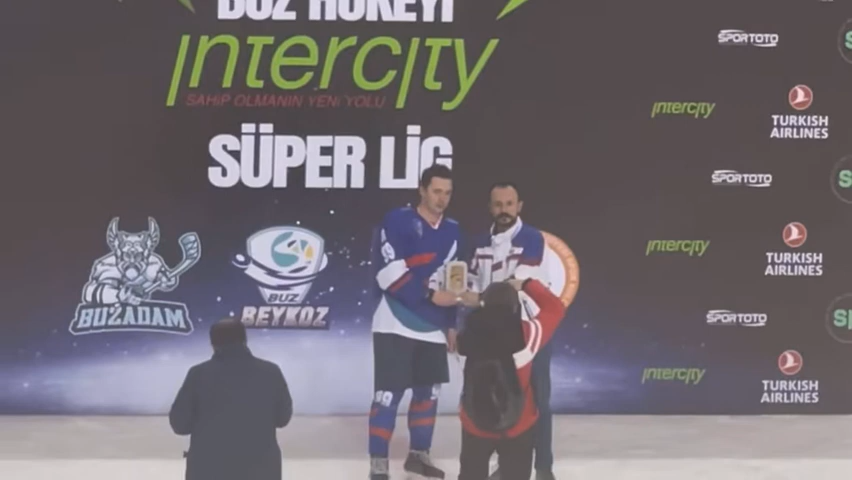 BUZ HOKEYİ
intercity
SAHİP OLMANIN YENİ YOLU
SÜPER LİG
BUZADAM
BUZ
BEYKOZ
SPORTOTO
intercity
TURKISH
AIRLINES
SPORTOTO
intercity
TURKISH
AIRLINES
SPORTOTO
intercity
TURKISH
AIRLINES
99